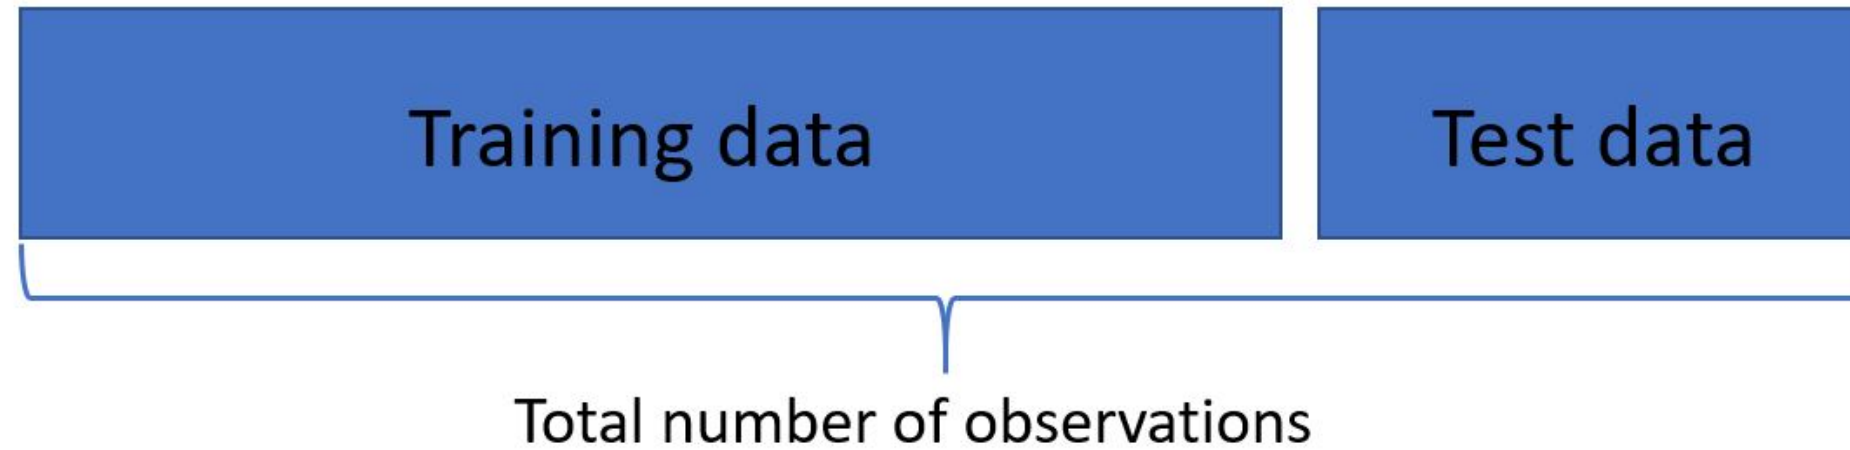 Training data
Test data
Total number of observations